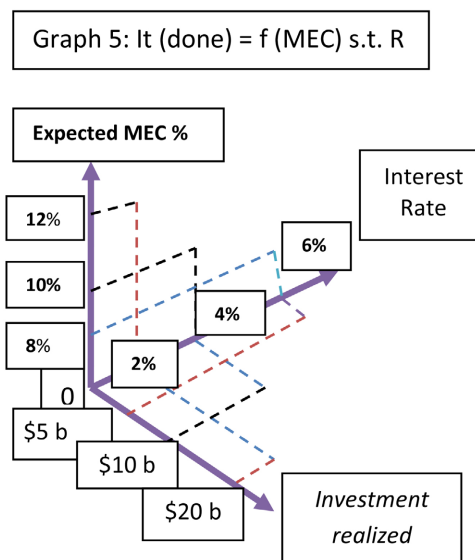 Graph 5: It (done) = f (MEC) s.t. R
Expected MEC %
Interest
Rate
12%
6%
10%
4%
8%
2%
0
$5 b
$10 b
$20 b
Investment
realized